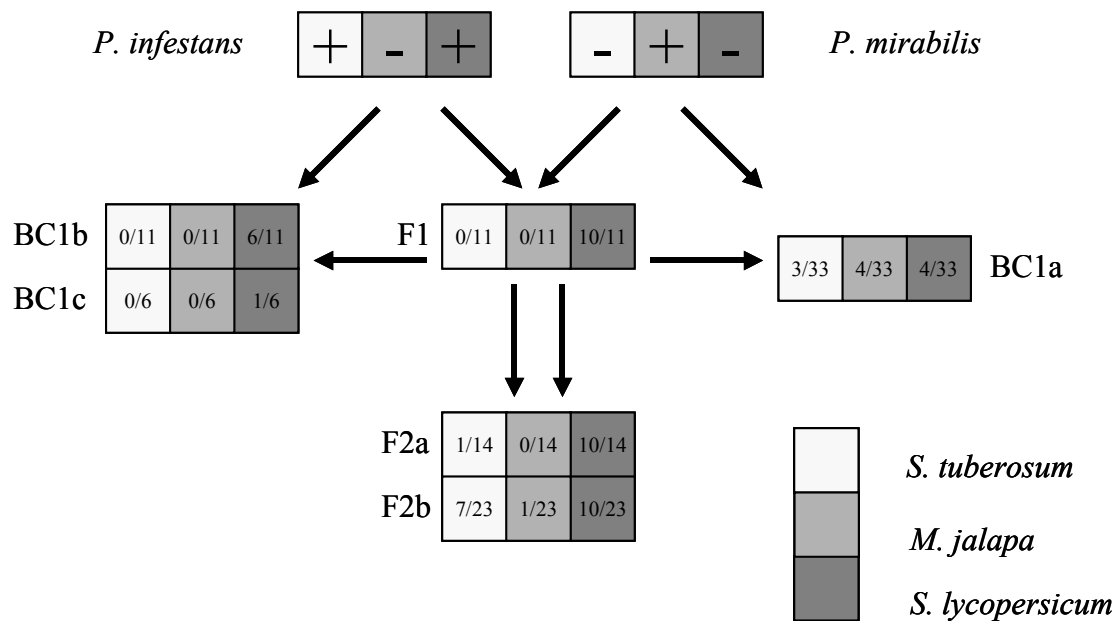 P. infestans + - + - + - P. mirabilis
BC1b 0/11 0/11 6/11 F1 0/11 0/11 10/11
3/33 4/33 4/33 BC1a
BC1c 0/6 0/6 1/6
F2a 1/14 0/14 10/14
S. tuberosum
F2b 7/23 1/23 10/23
M. jalapa
S. lycopersicum